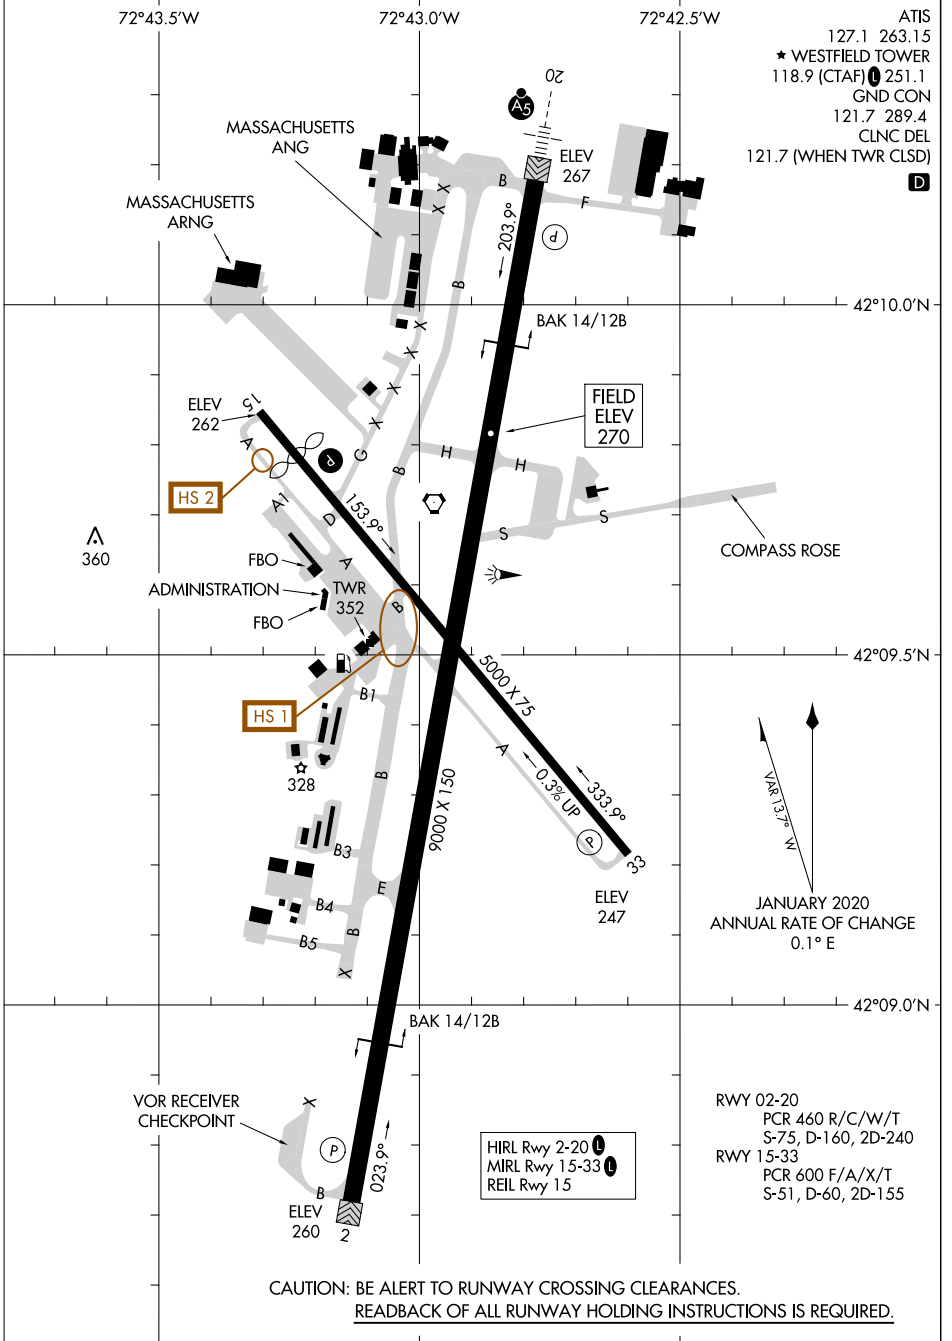 72°43.5'W
72°43.0'W
72°42.5'W
ATIS
127.1 263.15
★ WESTFIELD TOWER
118.9 (CTAF) L 251.1
GND CON
121.7 289.4
CLNC DEL
121.7 (WHEN TWR CLSD)
D
20
A5
MASSACHUSETTS
ANG
ELEV
267
B
F
X
X
MASSACHUSETTS
ARNG
203.9°
P
B
42°10.0'N
BAK 14/12B
X
X
X
X
FIELD
ELEV
270
ELEV
262
15
A
G
P
H
H
B
HS 2
A1
D
153.9°
S
S
COMPASS ROSE
360
FBO
A
ADMINISTRATION
TWR
352
FBO
B
42°09.5'N
5000 X 75
HS 1
B1
A
328
B
9000 X 150
0.3% UP
333.9°
VAR 13.7° W
B3
P
33
E
ELEV
247
B4
B
B5
X
JANUARY 2020
ANNUAL RATE OF CHANGE
0.1° E
42°09.0'N
BAK 14/12B
VOR RECEIVER
CHECKPOINT
X
P
023.9°
B
ELEV
260
2
HIRL Rwy 2-20 L
MIRL Rwy 15-33 L
REIL Rwy 15
RWY 02-20
PCR 460 R/C/W/T
S-75, D-160, 2D-240
RWY 15-33
PCR 600 F/A/X/T
S-51, D-60, 2D-155
CAUTION: BE ALERT TO RUNWAY CROSSING CLEARANCES.
READBACK OF ALL RUNWAY HOLDING INSTRUCTIONS IS REQUIRED.